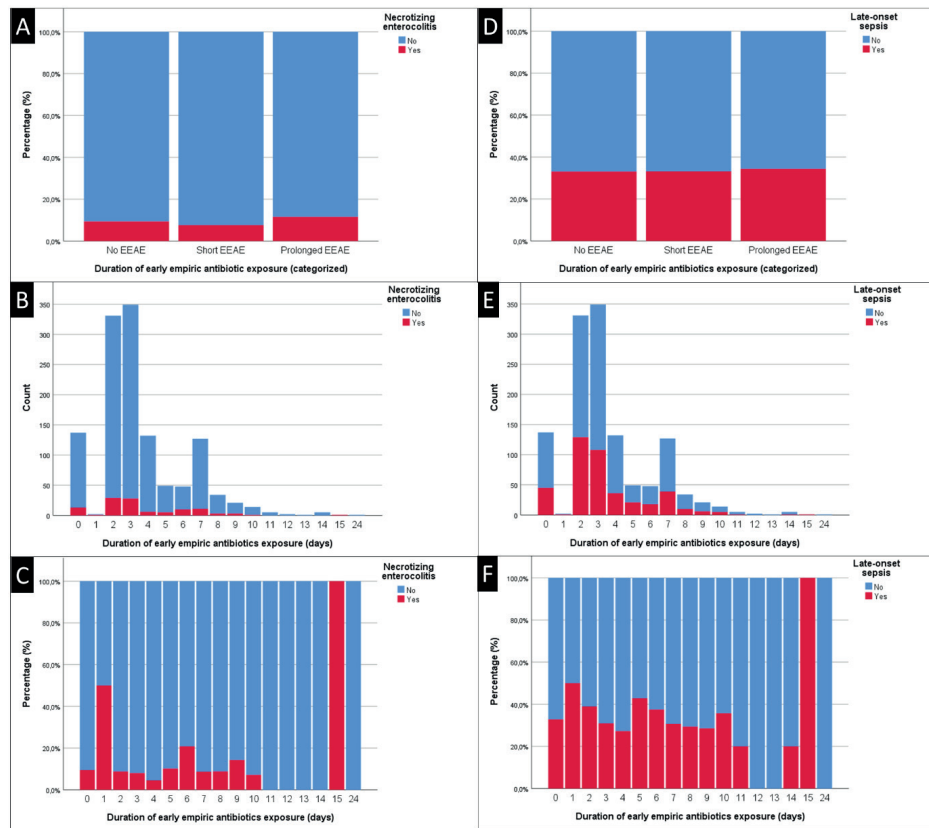 A
Necrotizing
enterocolitis
No
Yes
100,0%
80,0%
60,0%
40,0%
20,0%
0,0%
Percentage (%)
No EEAE Short EEAE Prolonged EEAE
Duration of early empiric antibiotics exposure (categorized)
D
Late-onset
sepsis
No
Yes
100,0%
80,0%
60,0%
40,0%
20,0%
0,0%
Percentage (%)
No EEAE Short EEAE Prolonged EEAE
Duration of early empiric antibiotics exposure (categorized)
B
Necrotizing
enterocolitis
No
Yes
350
300
250
200
150
100
50
0
Count
0 1 2 3 4 5 6 7 8 9 10 11 12 13 14 15 24
Duration of early empiric antibiotics exposure (days)
E
Late-onset
sepsis
No
Yes
350
300
250
200
150
100
50
0
Count
0 1 2 3 4 5 6 7 8 9 10 11 12 13 14 15 24
Duration of early empiric antibiotics exposure (days)
C
Necrotizing
enterocolitis
No
Yes
100,0%
80,0%
60,0%
40,0%
20,0%
0,0%
Percentage (%)
0 1 2 3 4 5 6 7 8 9 10 11 12 13 14 15 24
Duration of early empiric antibiotics exposure (days)
F
Late-onset
sepsis
No
Yes
100,0%
80,0%
60,0%
40,0%
20,0%
0,0%
Percentage (%)
0 1 2 3 4 5 6 7 8 9 10 11 12 13 14 15 24
Duration of early empiric antibiotics exposure (days)